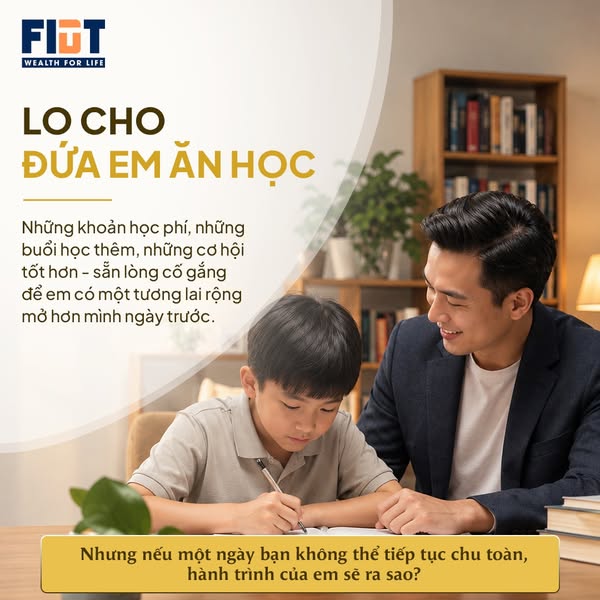 FIDT
WEALTH FOR LIFE
LO CHO
ĐỨA EM ĂN HỌC
Những khoản học phí, những
buổi học thêm, những cơ hội
tốt hơn - sẵn lòng cố gắng
để em có một tương lai rộng
mở hơn mình ngày trước.
Nhưng nếu một ngày bạn không thể tiếp tục chu toàn,
hành trình của em sẽ ra sao?